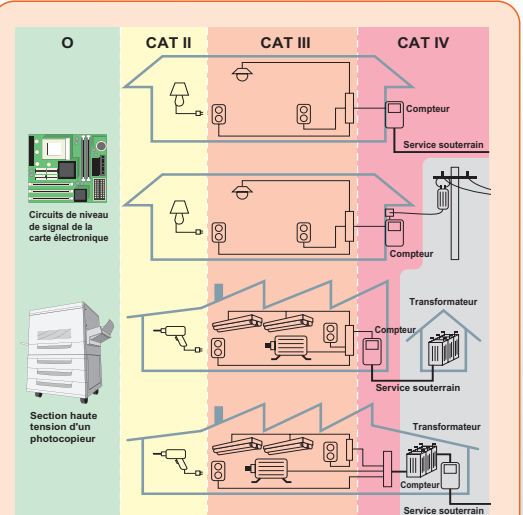 O
CAT II
CAT III
CAT IV
Compteur
Service souterrain
Circuits de niveau
de signal de la
carte électronique
Compteur
Transformateur
Compteur
Service souterrain
Section haute
tension d'un
photocopieur
Transformateur
Compteur
Service souterrain